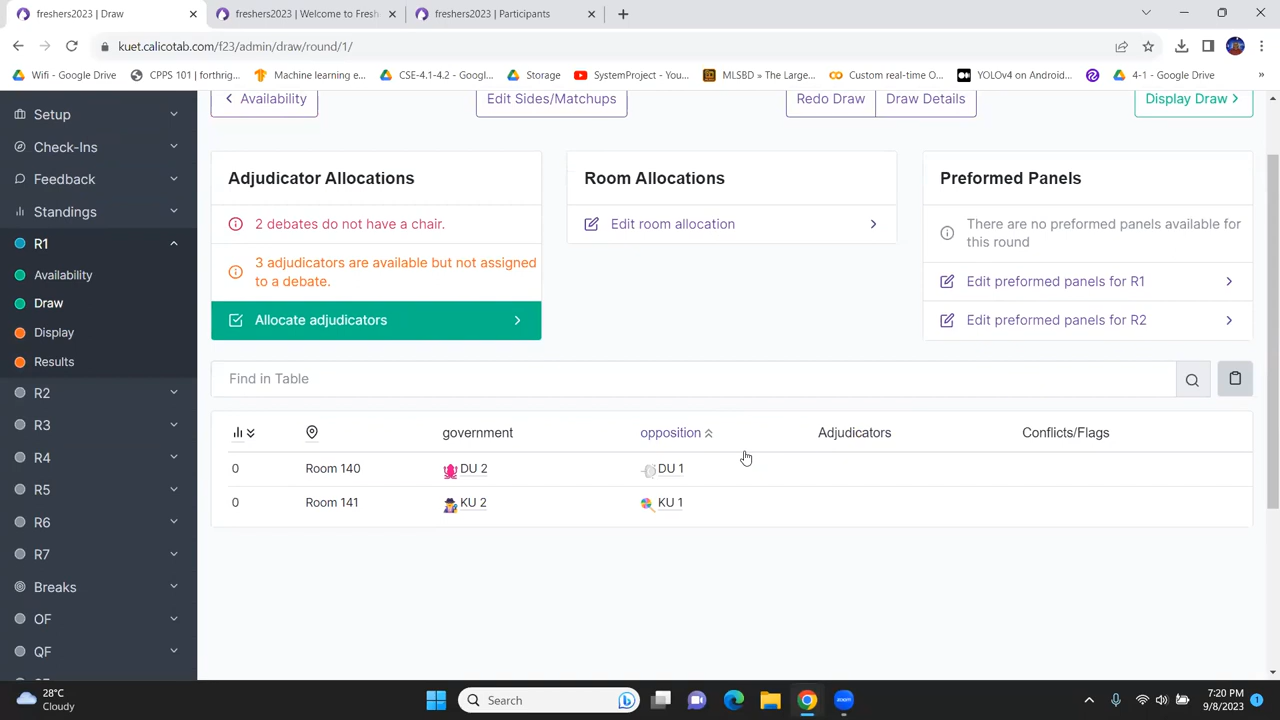 freshers2023 | Draw
freshers2023 | Welcome to Fresh
freshers2023 | Participants
kuet.calicotab.com/f23/admin/draw/round/1/
Wifi - Google Drive
CPPS 101 | forthrig...
Machine learning e...
CSE-4.1-4.2 - Googl...
Storage
SystemProject - You...
MLSBD » The Large...
Custom real-time O...
YOLOv4 on Android...
4-1 - Google Drive
Availability
Edit Sides/Matchups
Redo Draw
Draw Details
Display Draw
Setup
Check-Ins
Feedback
Standings
R1
Availability
Draw
Display
Results
R2
R3
R4
R5
R6
R7
Breaks
OF
QF
Adjudicator Allocations
2 debates do not have a chair.
3 adjudicators are available but not assigned
to a debate.
Allocate adjudicators
Room Allocations
Edit room allocation
Preformed Panels
There are no preformed panels available for
this round
Edit preformed panels for R1
Edit preformed panels for R2
Find in Table
government opposition Adjudicators Conflicts/Flags
0 Room 140 DU 2 DU 1
0 Room 141 KU 2 KU 1
28°C
Cloudy
Search
zoom
7:20 PM
9/8/2023
1